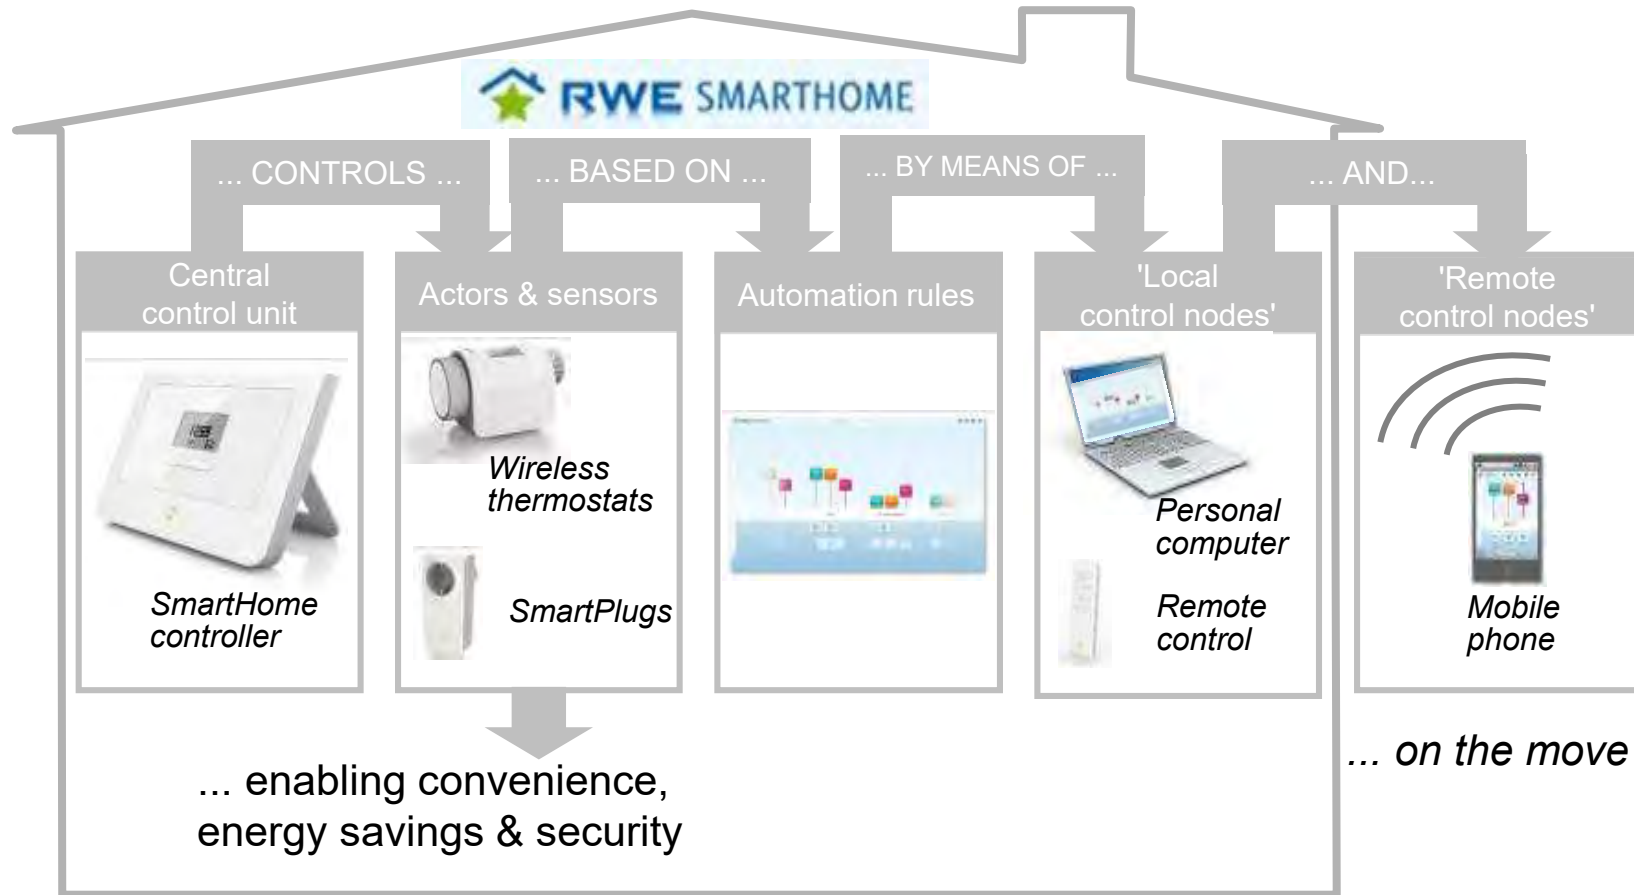 RWE SMARTHOME
... CONTROLS ...
... BASED ON ...
... BY MEANS OF ...
... AND...
Central
control unit
Actors & sensors
Automation rules
'Local
control nodes'
'Remote
control nodes'
SmartHome
controller
Wireless
thermostats
SmartPlugs
Personal
computer
Remote
control
Mobile
phone
... enabling convenience,
energy savings & security
... on the move